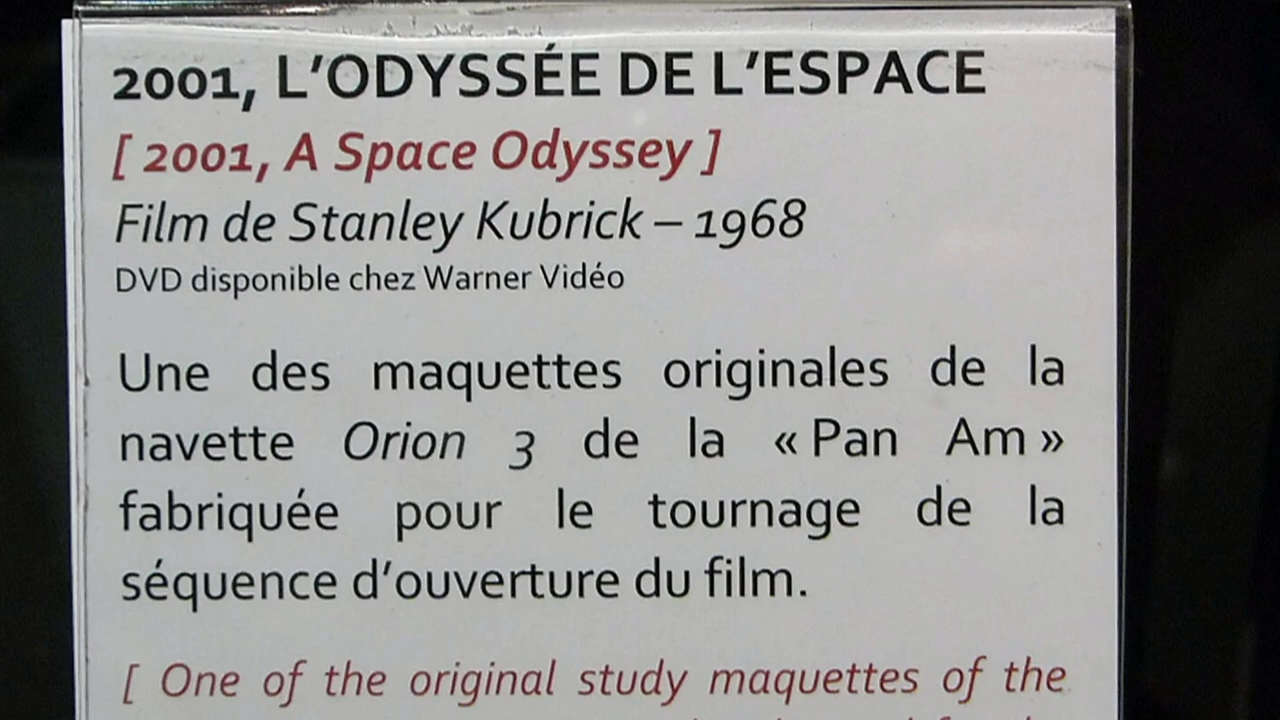 2001, L'ODYSSÉE DE L'ESPACE
[ 2001, A Space Odyssey ]
Film de Stanley Kubrick – 1968
DVD disponible chez Warner Vidéo
Une des maquettes originales de la
navette Orion 3 de la « Pan Am »
fabriquée pour le tournage de la
séquence d'ouverture du film.
[ One of the original study maquettes of the